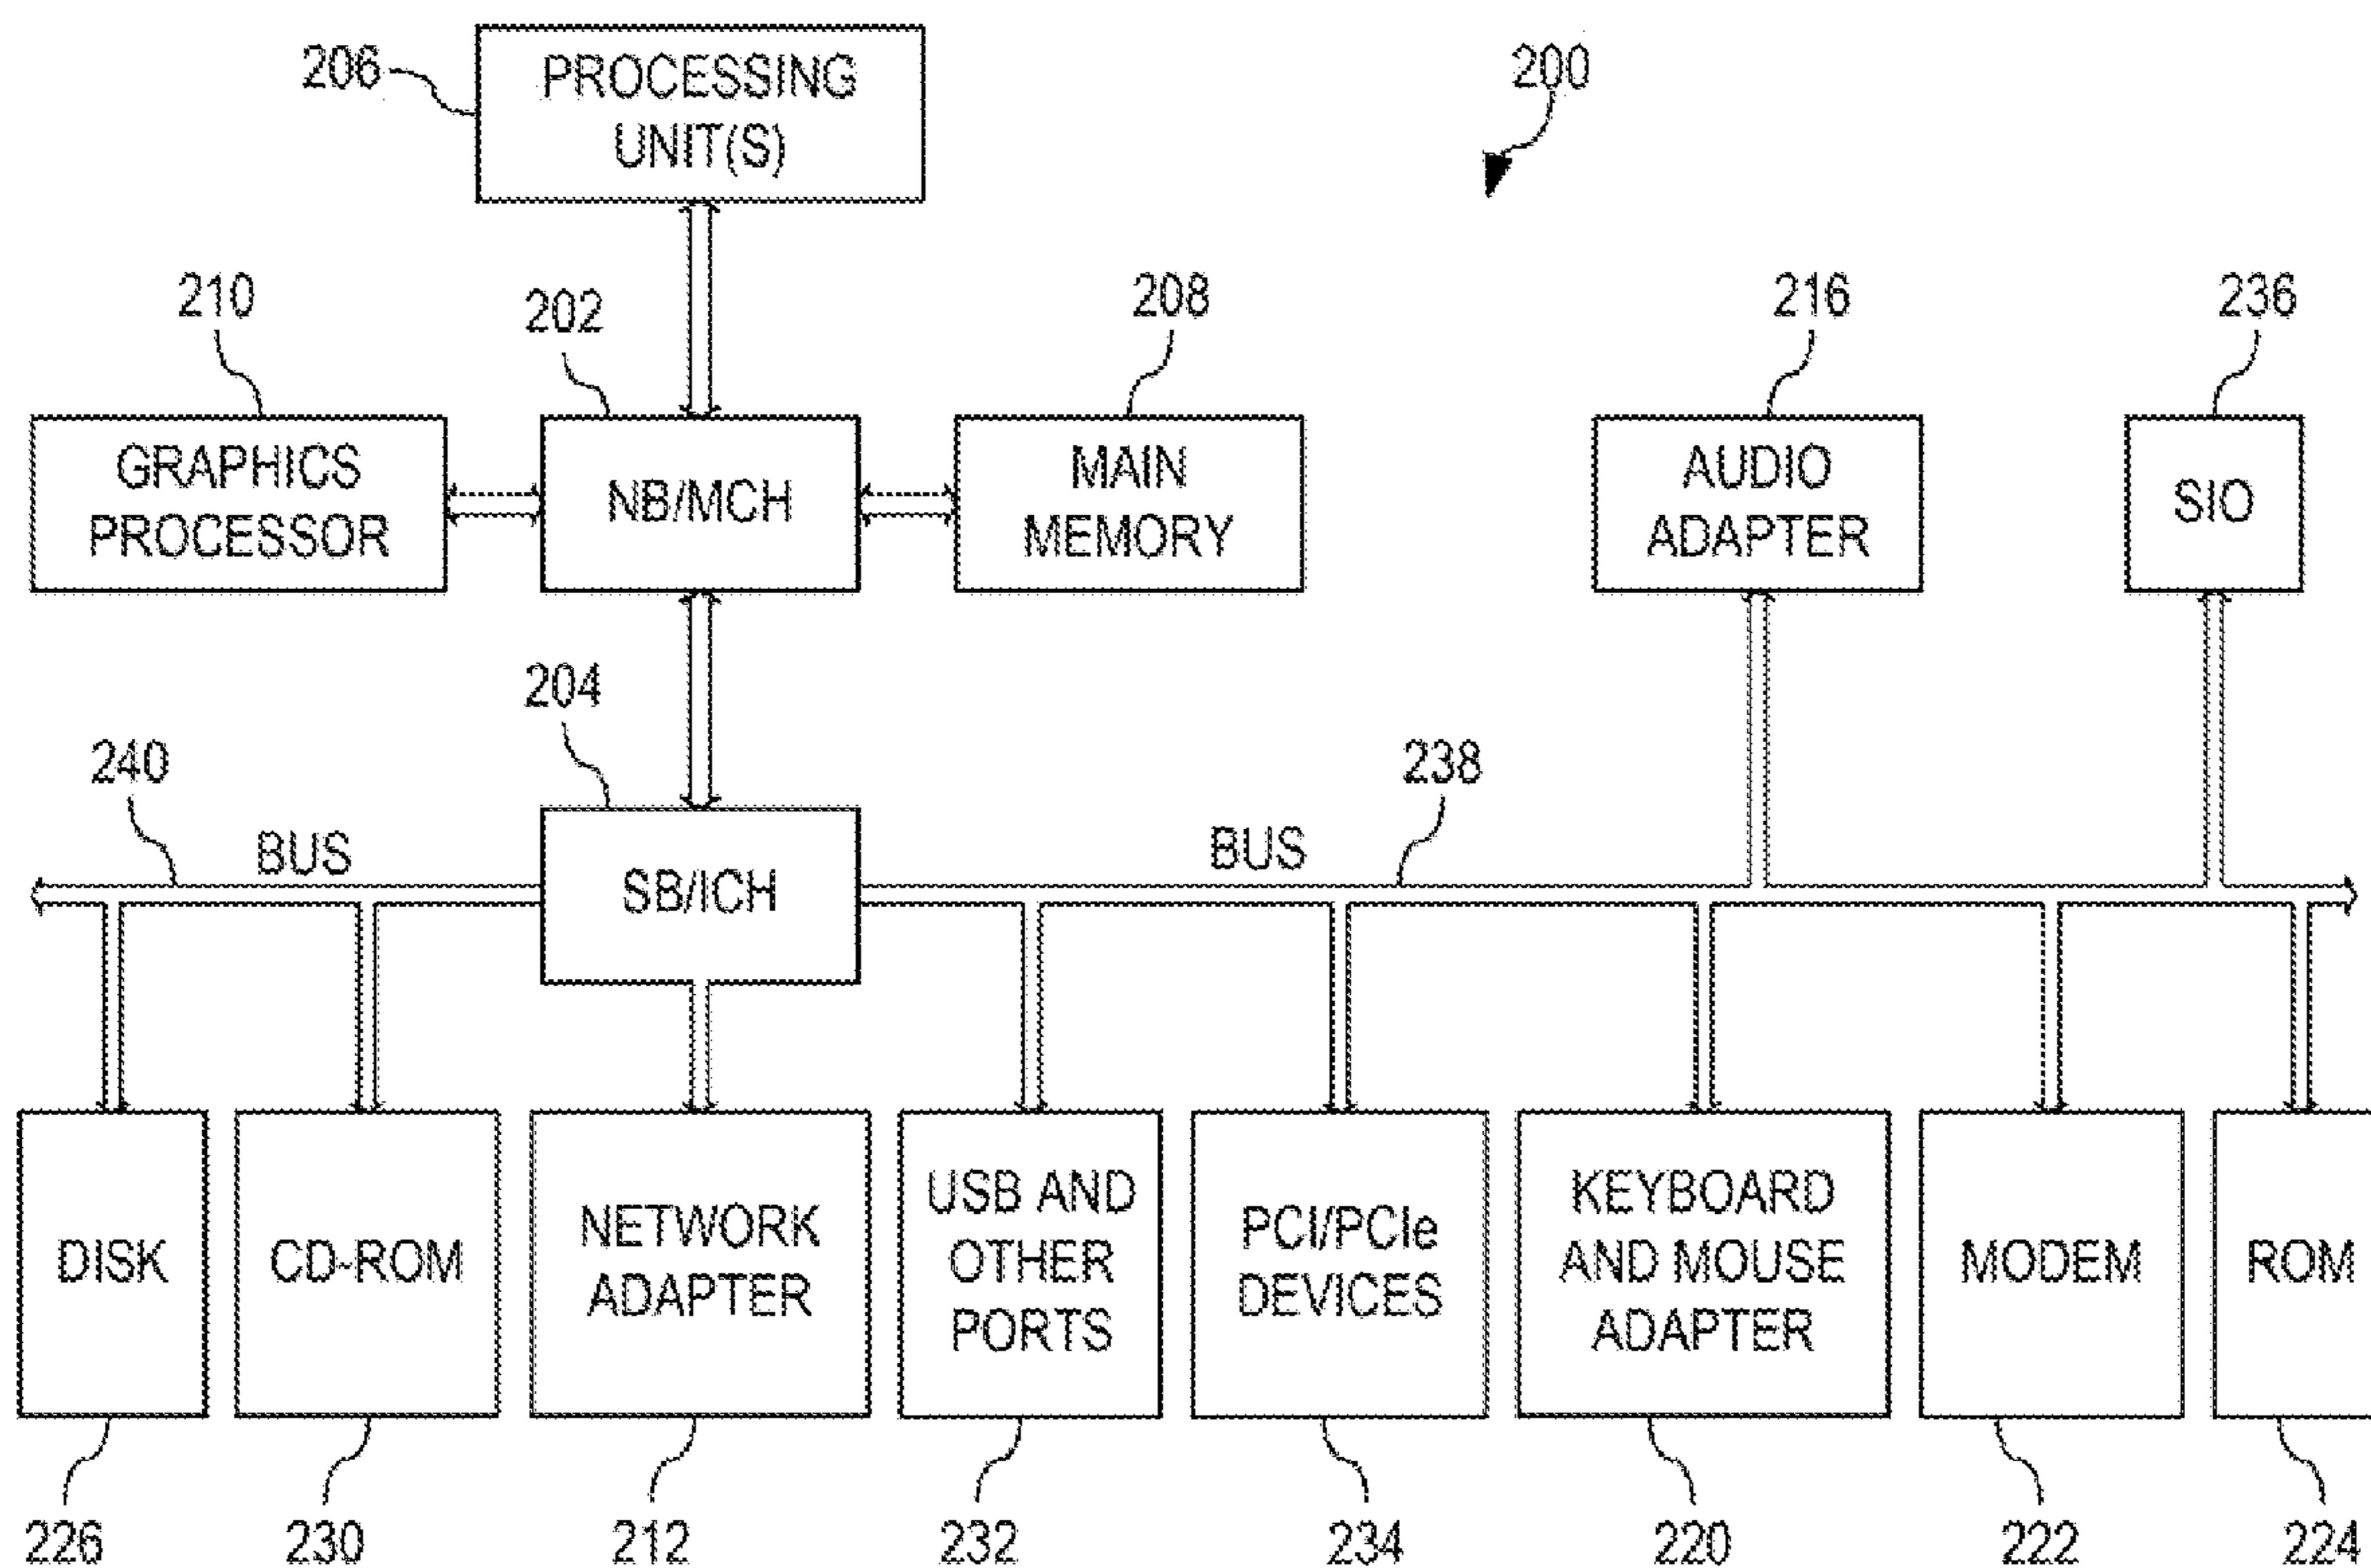 206
PROCESSING
UNIT(S)
200
210
202
208
216
236
GRAPHICS
PROCESSOR
NB/MCH
MAIN
MEMORY
AUDIO
ADAPTER
SIO
204
240
238
BUS
BUS
SB/ICH
DISK
CD-ROM
NETWORK
ADAPTER
USB AND
OTHER
PORTS
PCI/PCIe
DEVICES
KEYBOARD
AND MOUSE
ADAPTER
MODEM
ROM
226
230
212
232
234
220
222
224